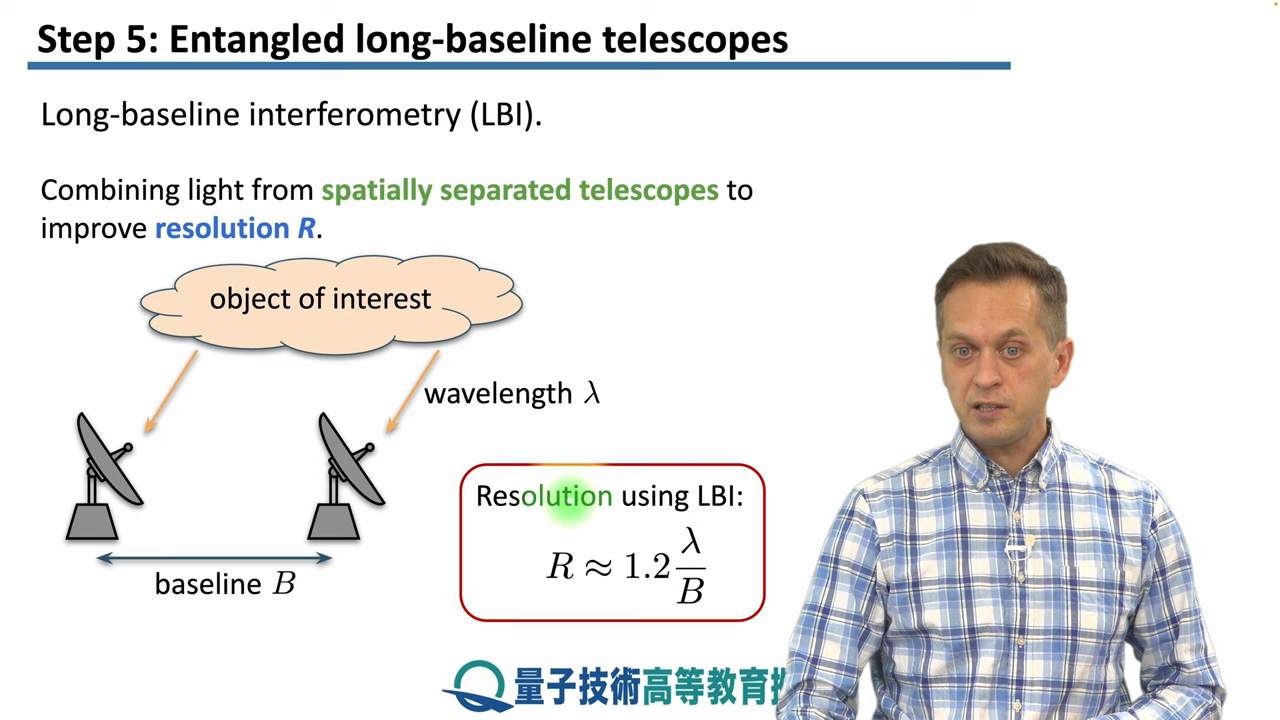 Step 5: Entangled long-baseline telescopes
Long-baseline interferometry (LBI).
Combining light from spatially separated telescopes to
improve resolution R.
object of interest
wavelength λ
Resolution using LBI:
R ≈ 1.2 λ/B
baseline B
量子技術高等教育